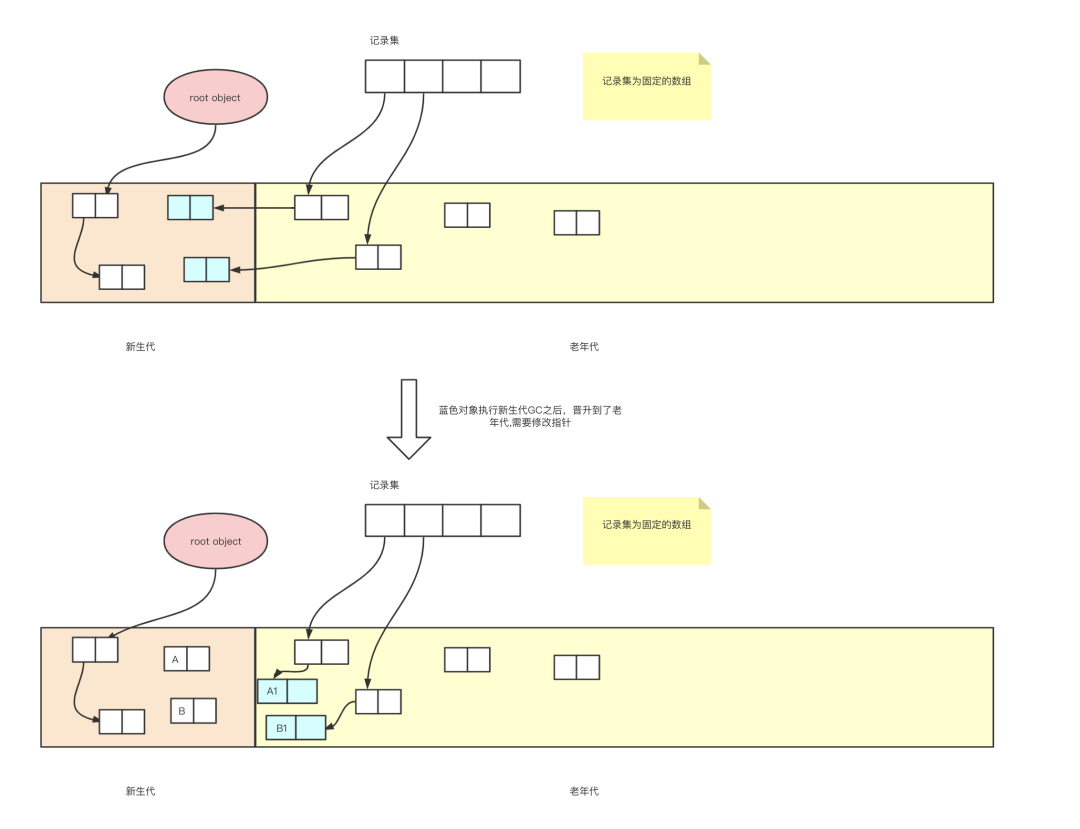 记录集
记录集为固定的数组
root object
新生代
老年代
蓝色对象执行新生代GC之后，晋升到了老
年代,需要修改指针
记录集
记录集为固定的数组
root object
A
A1
B
B1
新生代
老年代